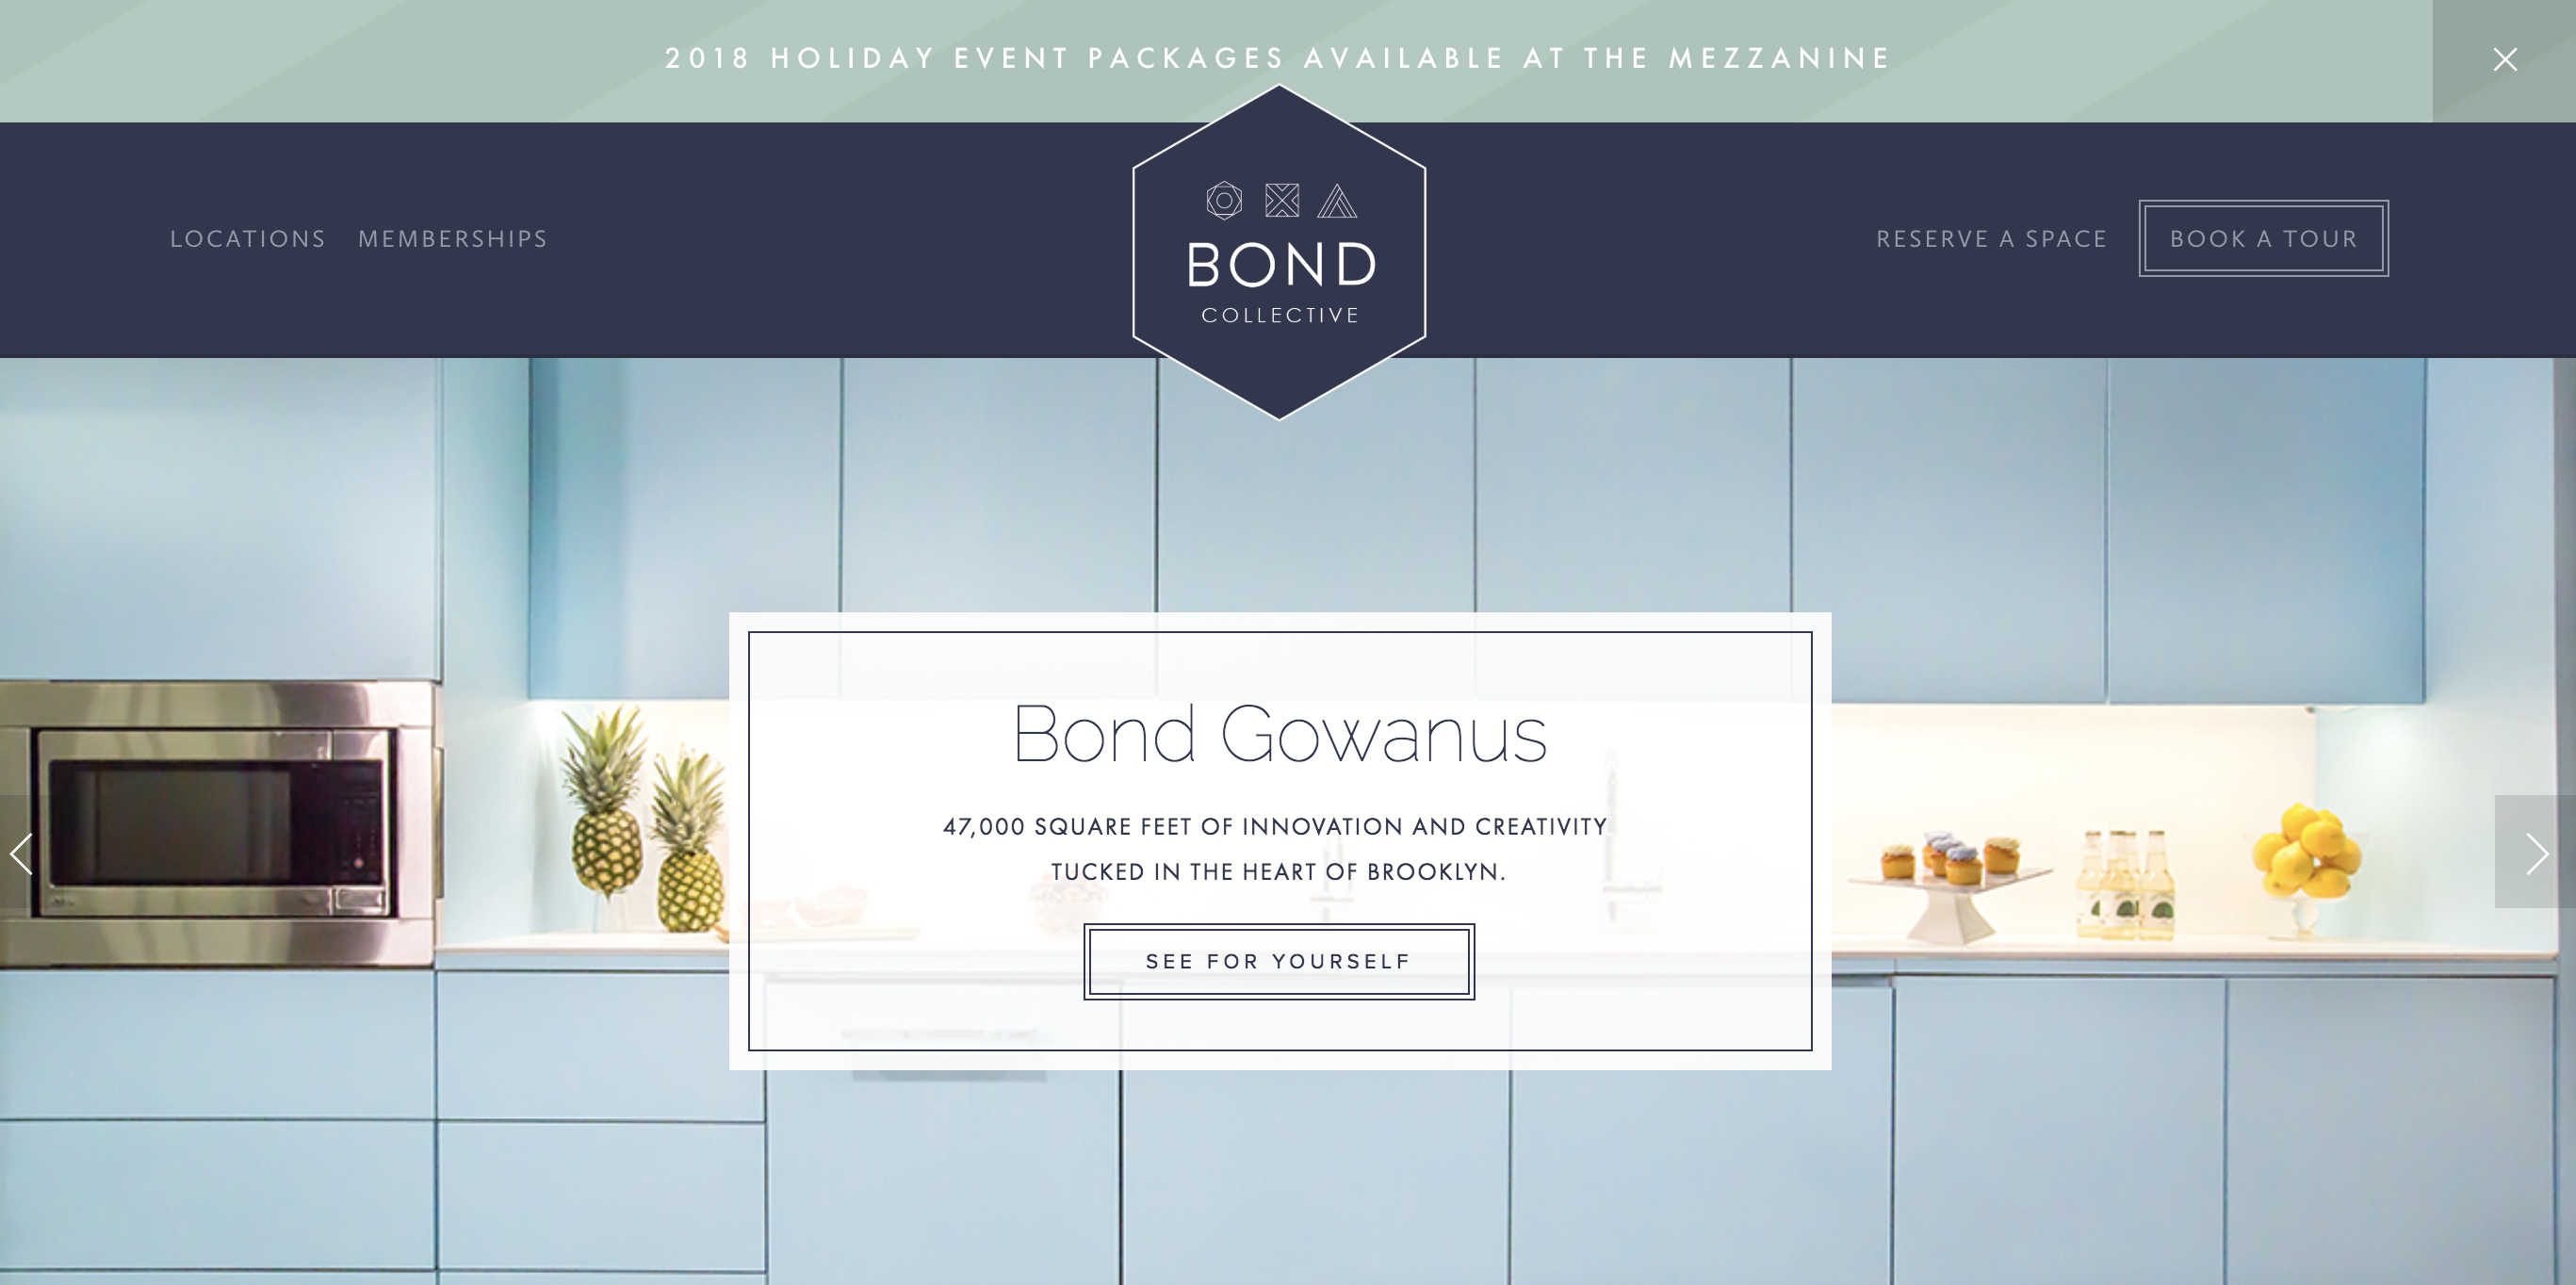 2018 HOLIDAY EVENT PACKAGES AVAILABLE AT THE MEZZANINE
LOCATIONS MEMBERSHIPS
BOND
COLLECTIVE
RESERVE A SPACE BOOK A TOUR
Bond Gowanus
47,000 SQUARE FEET OF INNOVATION AND CREATIVITY
TUCKED IN THE HEART OF BROOKLYN.
SEE FOR YOURSELF